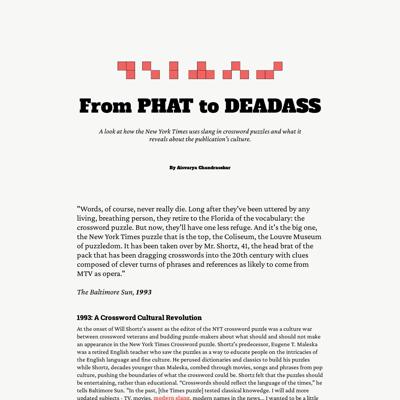 From PHAT to DEADASS
A look at how the New York Times uses slang in crossword puzzles and what it
reveals about the publication's culture.
By Aisvarya Chandrasekar
"Words, of course, never really die. Long after they've been uttered by any
living, breathing person, they retire to the Florida of the vocabulary: the
crossword puzzle. But now, they'll have one less refuge. And it's the big one,
the New York Times puzzle that is the top, the Coliseum, the Louvre Museum
of puzzledom. It has been taken over by Mr. Shortz, 41, the head brat of the
pack that has been dragging crosswords into the 20th century with clues
composed of clever turns of phrases and references as likely to come from
MTV as opera."
The Baltimore Sun, 1993
1993: A Crossword Cultural Revolution
At the onset of Will Shortz's assent as the editor of the NYT crossword puzzle was a culture war
between crossword veterans and budding puzzle-makers about what should and should not make
an appearance in the New York Times Crossword puzzle. Shortz's predecessor, Eugene T. Maleska
was a retired English teacher who saw the puzzles as a way to educate people on the intricacies of
the English language and fine culture. He perused dictionaries and classics to build his puzzles
while Shortz, decades younger than Maleska, combed through movies, songs and phrases from pop
culture, pushing the boundaries of what the crossword could be. Shortz felt that the puzzles should
be entertaining, rather than educational. "Crosswords should reflect the language of the times," he
tells Baltimore Sun. "In the past, [the Times puzzle] tested classical knowledge. I will add more
updated subjects - TV, movies, modern slang, modern names in the news... I wanted to be a little